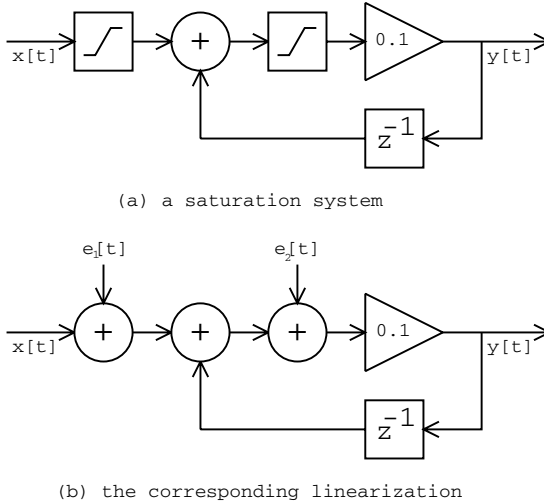 + 0.1
x[t] y[t]
z⁻¹
(a) a saturation system
e₁[t] e₂[t]
+ + + 0.1
x[t] y[t]
z⁻¹
(b) the corresponding linearization